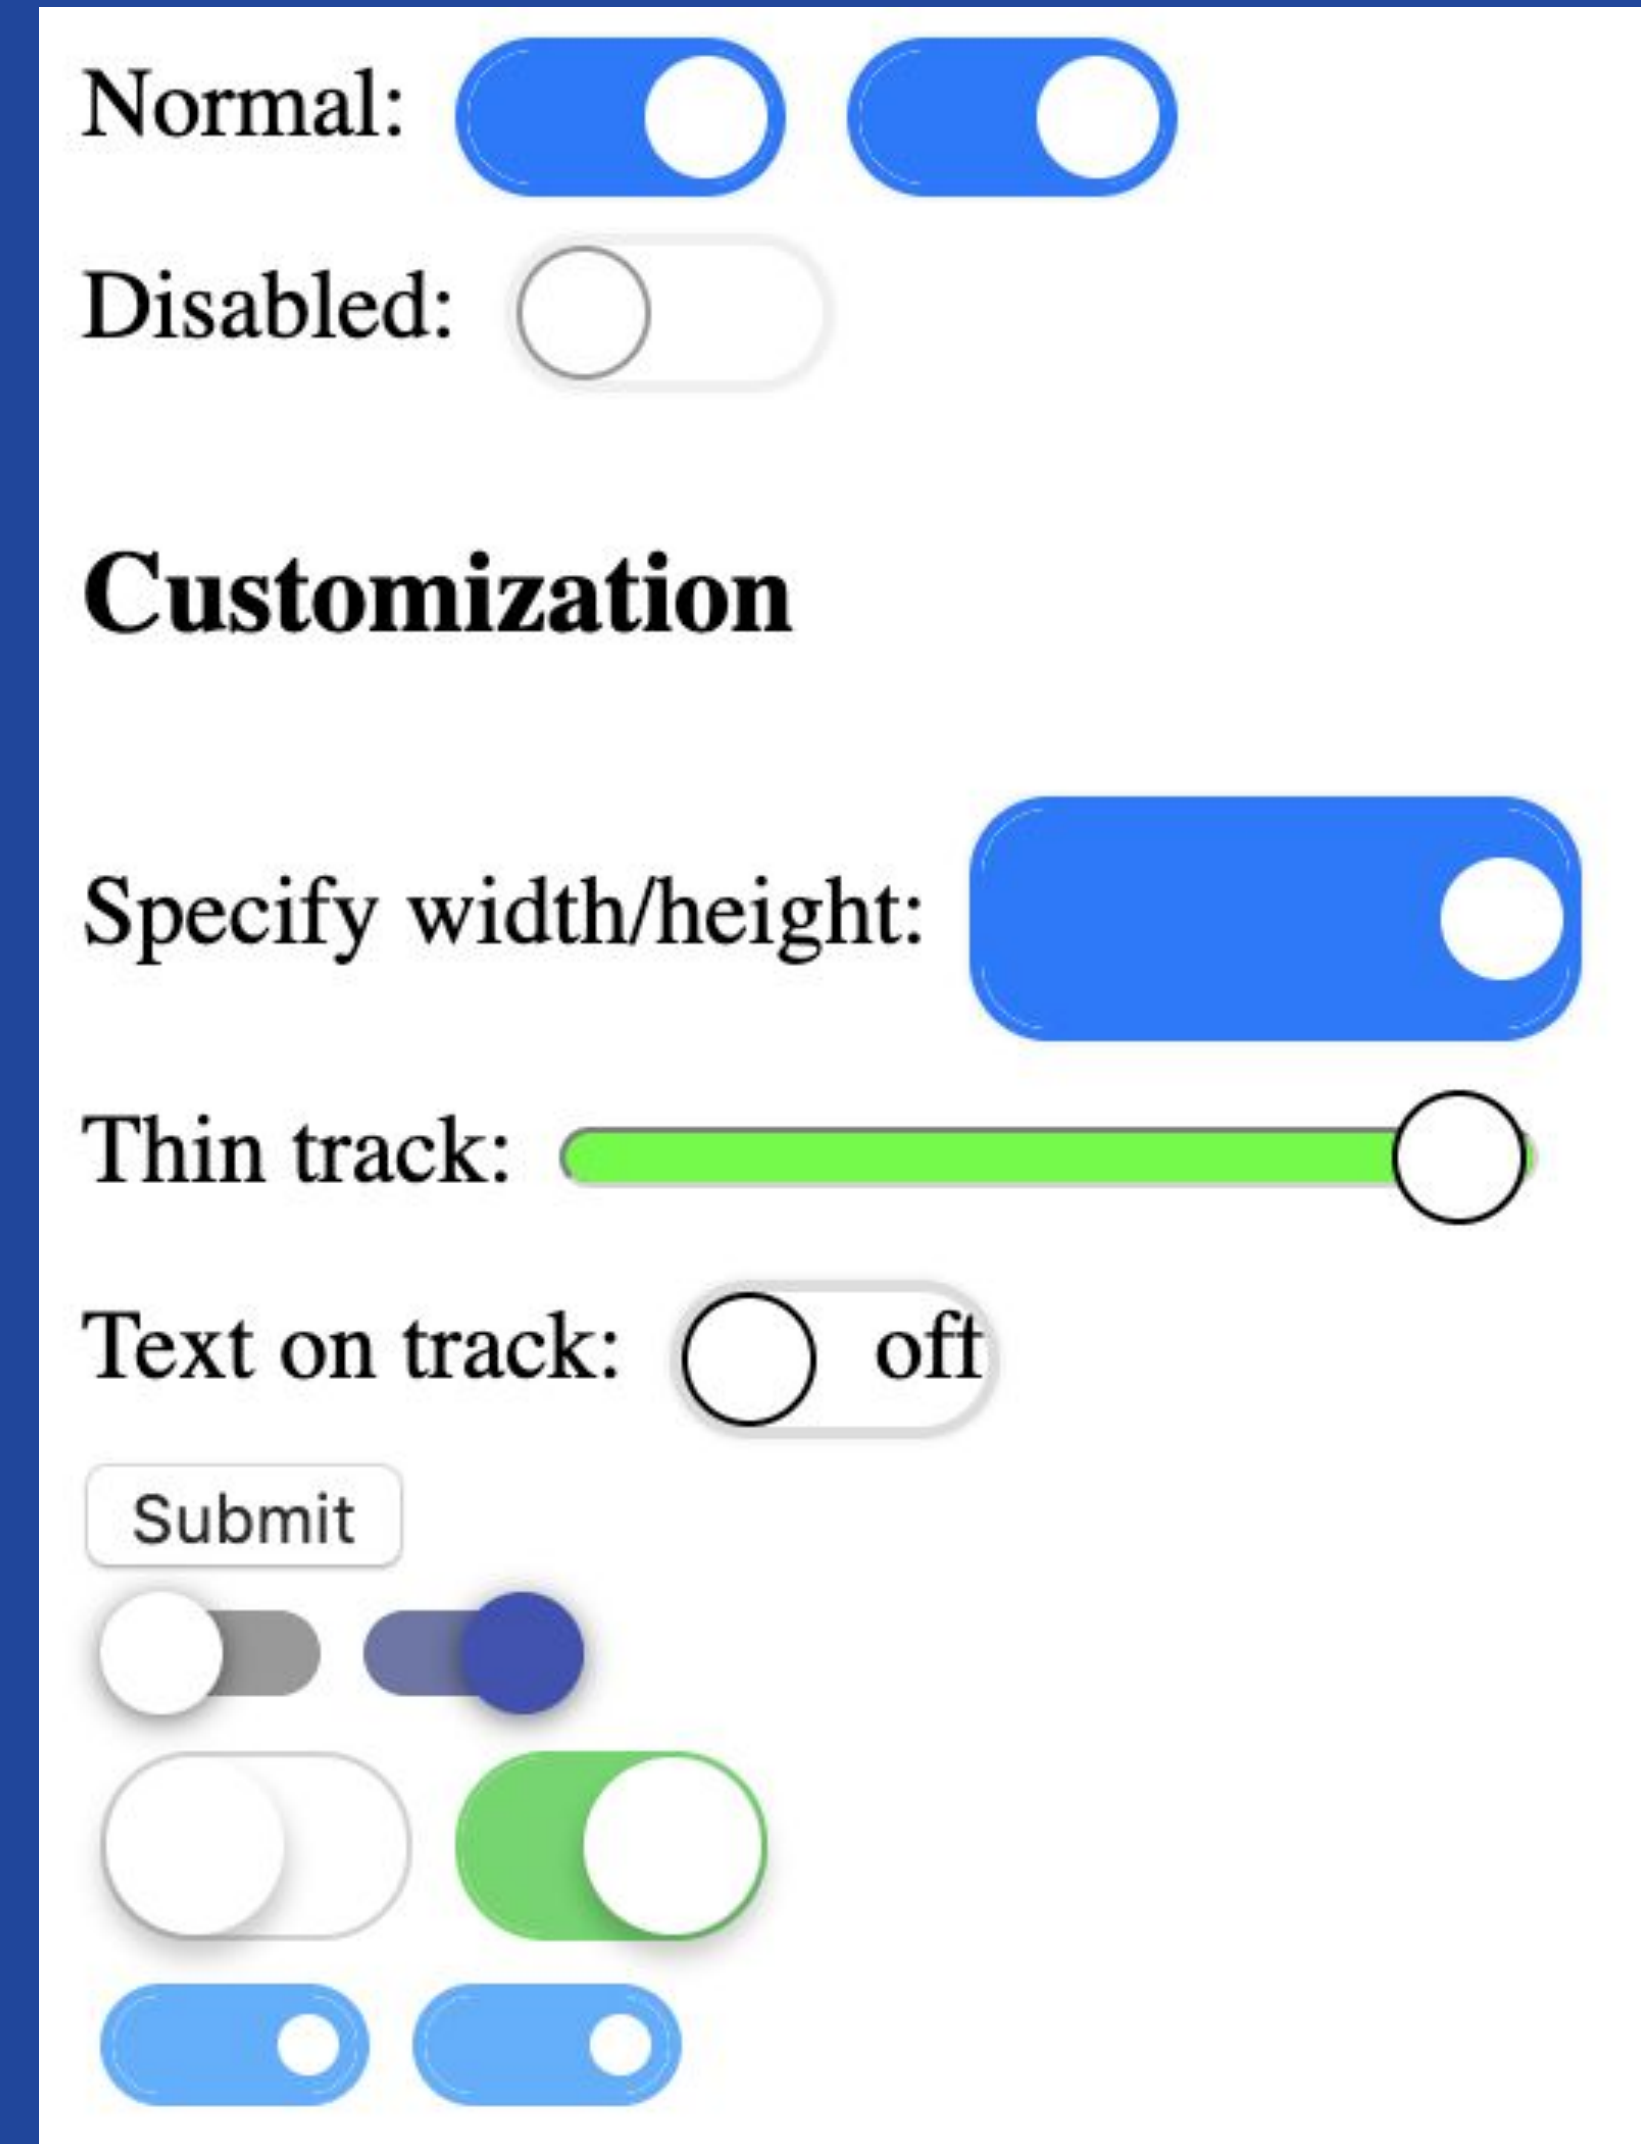 Normal:
Disabled:
Customization
Specify width/height:
Thin track:
Text on track: off
Submit